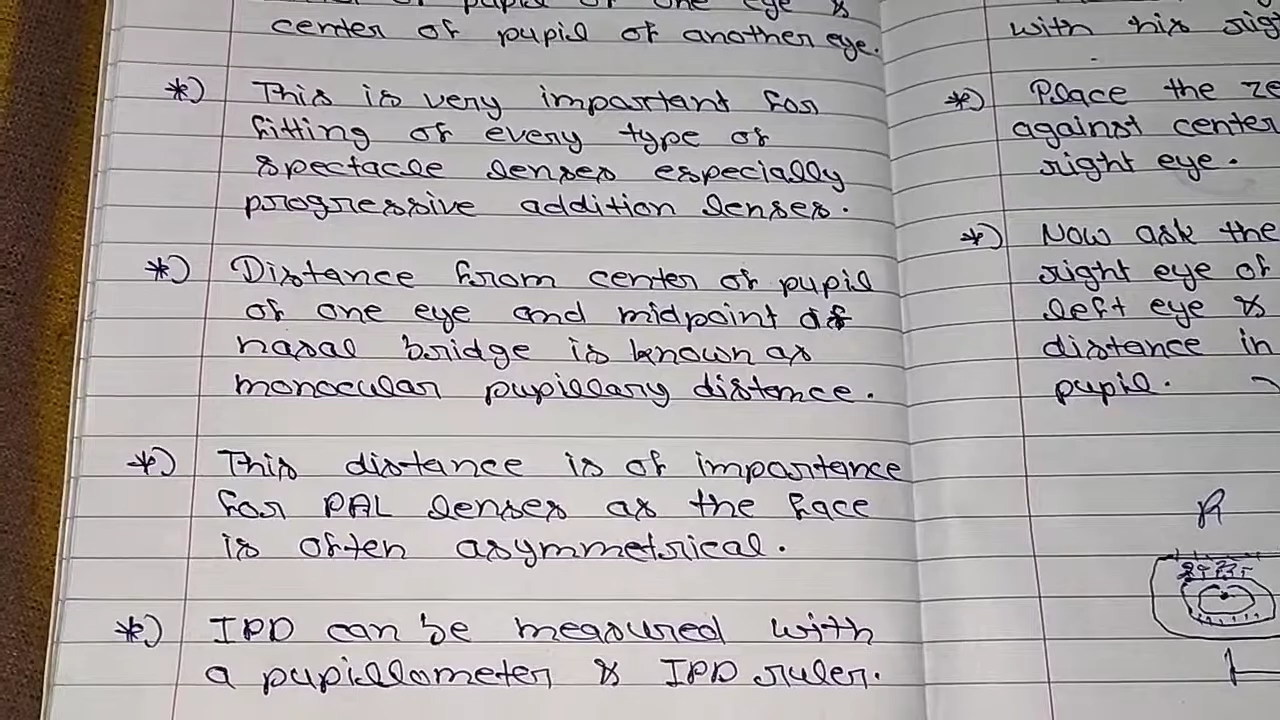 center of pupil of another eye.
*) This is very important for
fitting of every type of
spectacle lenses especially
progressive addition lenses.
*) Distance from center of pupil
of one eye and midpoint of
nasal bridge is known as
monocular pupillary distance.
*) This distance is of importance
for PAL lenses as the face
is often asymmetrical.
*) IPD can be measured with
a pupillometer & IPD ruler.
with his
*) Place the
against center
right eye.
*) Now ask the
right eye of
left eye &
distance in
pupil.
R